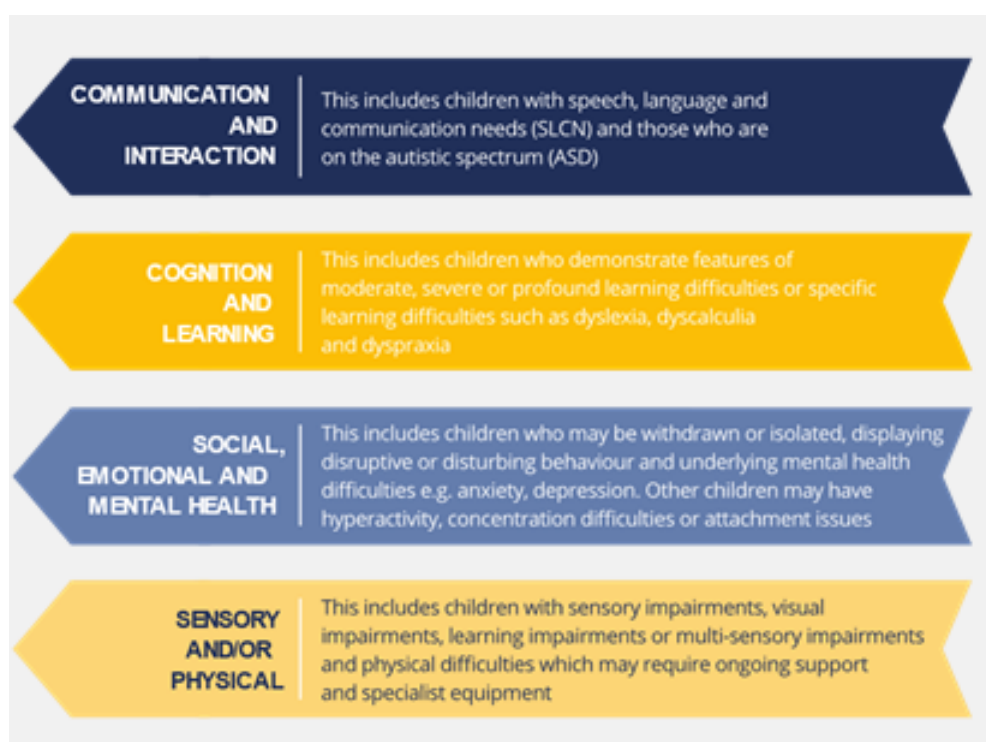 COMMUNICATION
AND
INTERACTION
This includes children with speech, language and
communication needs (SLCN) and those who are
on the autistic spectrum (ASD)
COGNITION
AND
LEARNING
This includes children who demonstrate features of
moderate, severe or profound learning difficulties or specific
learning difficulties such as dyslexia, dyscalculia
and dyspraxia
SOCIAL,
EMOTIONAL AND
MENTAL HEALTH
This includes children who may be withdrawn or isolated, displaying
disruptive or disturbing behaviour and underlying mental health
difficulties e.g. anxiety, depression. Other children may have
hyperactivity, concentration difficulties or attachment issues
SENSORY
AND/OR
PHYSICAL
This includes children with sensory impairments, visual
impairments, learning impairments or multi-sensory impairments
and physical difficulties which may require ongoing support
and specialist equipment